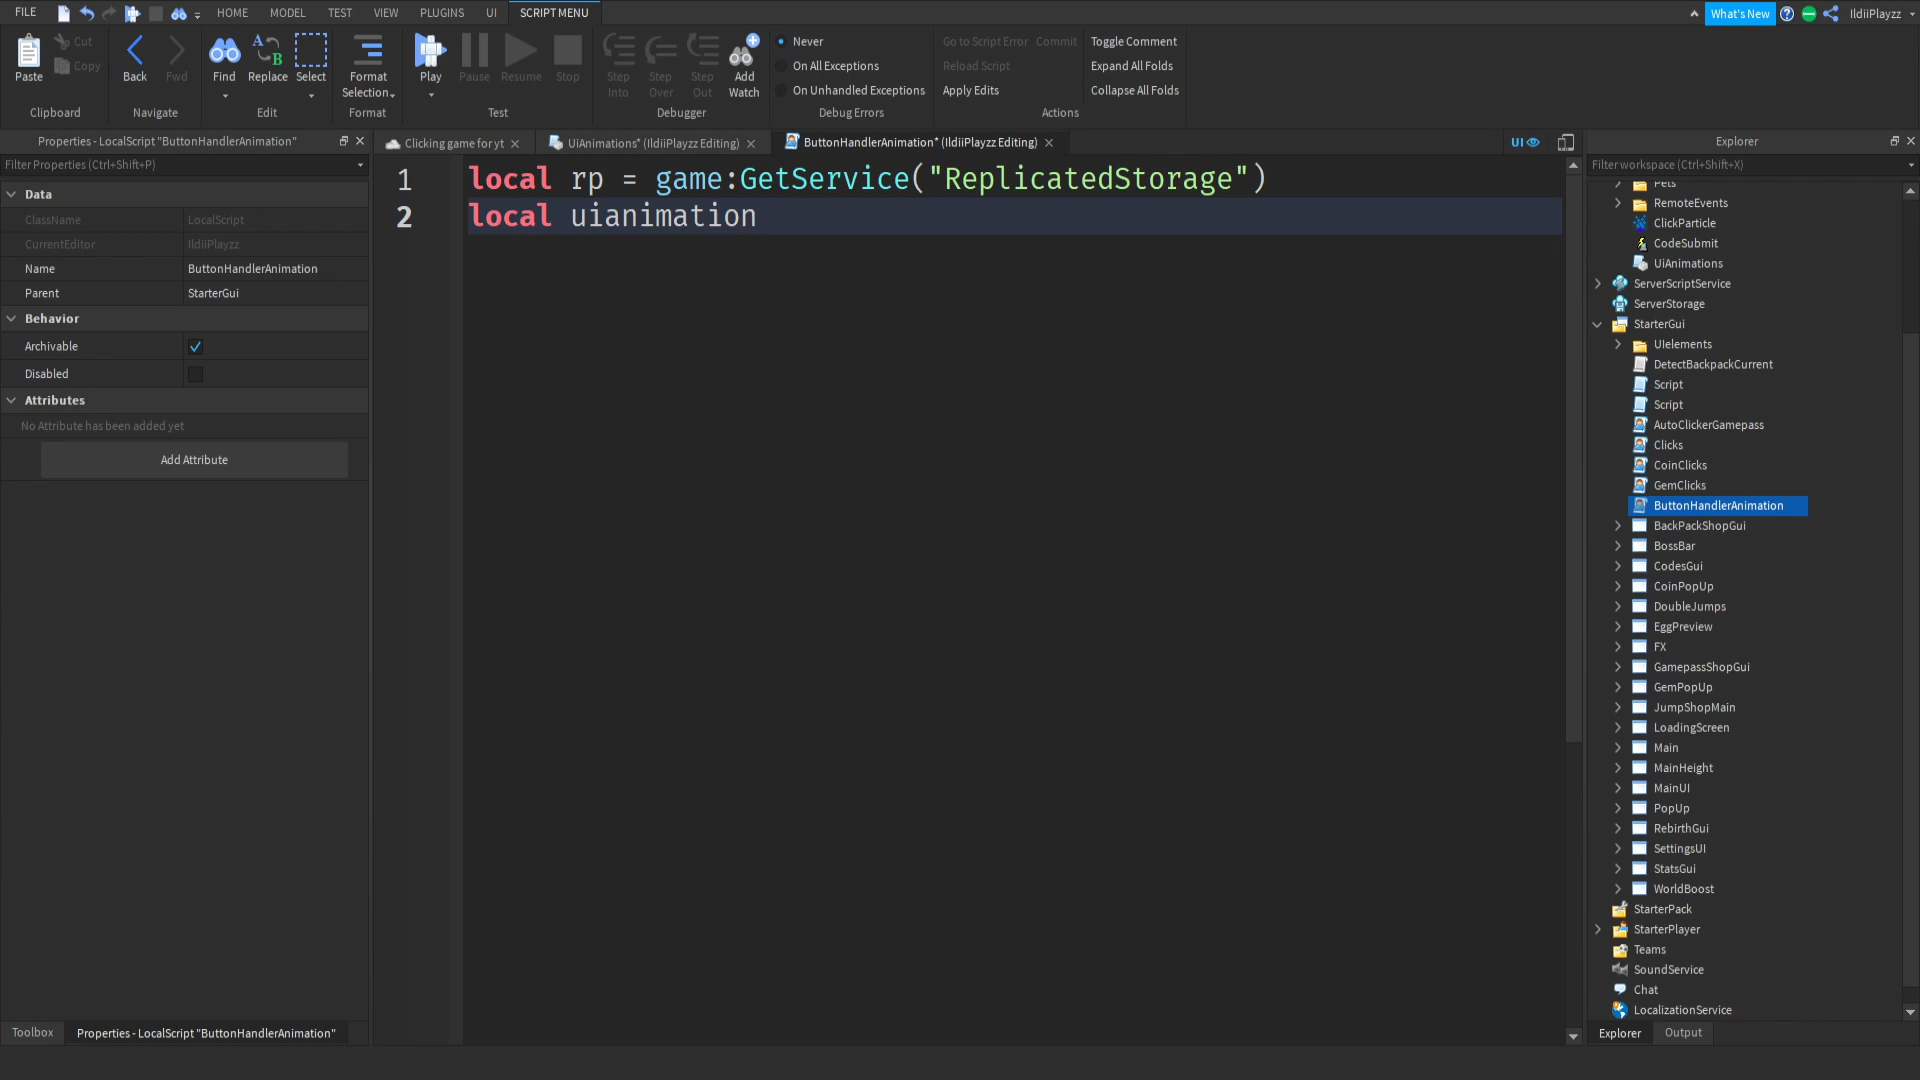 FILE
HOME
MODEL
TEST
VIEW
PLUGINS
UI
SCRIPT MENU
What's New
IldiiPlayzz
Paste
Cut
Copy
Clipboard
Back
Fwd
Navigate
Find
Replace
Select
Edit
Format
Selection
Format
Play
Pause
Resume
Stop
Test
Step
Into
Step
Over
Step
Out
Add
Watch
Debugger
Never
On All Exceptions
On Unhandled Exceptions
Debug Errors
Go to Script Error
Commit
Reload Script
Apply Edits
Toggle Comment
Expand All Folds
Collapse All Folds
Actions
Properties - LocalScript "ButtonHandlerAnimation"
Filter Properties (Ctrl+Shift+P)
Data
ClassName LocalScript
CurrentEditor IldiiPlayzz
Name ButtonHandlerAnimation
Parent StarterGui
Behavior
Archivable
Disabled
Attributes
No Attribute has been added yet
Add Attribute
Toolbox
Properties - LocalScript "ButtonHandlerAnimation"
Clicking game for yt
UiAnimations* (IldiiPlayzz Editing)
ButtonHandlerAnimation* (IldiiPlayzz Editing)
UI
1 local rp = game:GetService("ReplicatedStorage")
2 local uianimation
Explorer
Filter workspace (Ctrl+Shift+X)
Pets
RemoteEvents
ClickParticle
CodeSubmit
UiAnimations
ServerScriptService
ServerStorage
StarterGui
UIelements
DetectBackpackCurrent
Script
Script
AutoClickerGamepass
Clicks
CoinClicks
GemClicks
ButtonHandlerAnimation
BackPackShopGui
BossBar
CodesGui
CoinPopUp
DoubleJumps
EggPreview
FX
GamepassShopGui
GemPopUp
JumpShopMain
LoadingScreen
Main
MainHeight
MainUI
PopUp
RebirthGui
SettingsUI
StatsGui
WorldBoost
StarterPack
StarterPlayer
Teams
SoundService
Chat
LocalizationService
Explorer
Output